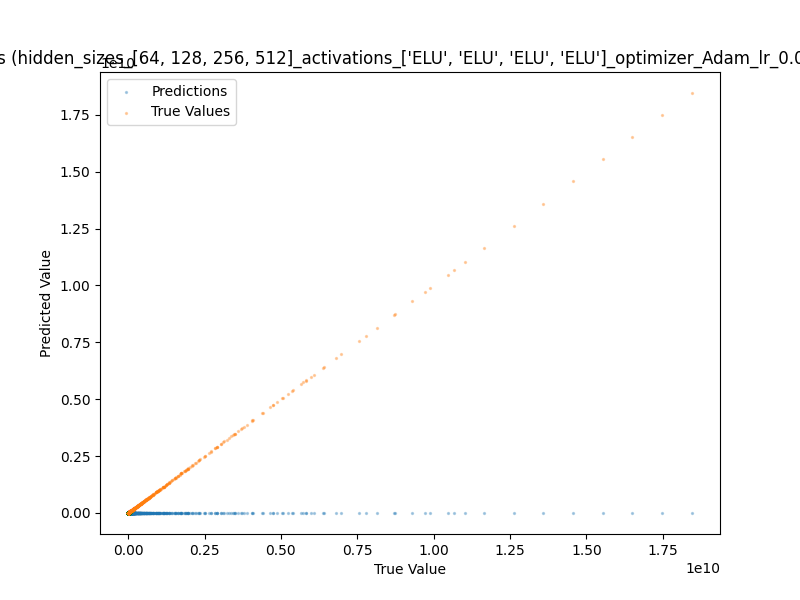 s (hidden_sizes_[64, 128, 256, 512]_activations_['ELU', 'ELU', 'ELU', 'ELU']_optimizer_Adam_lr_0.0
1e10
Predictions
True Values
1.75
1.50
1.25
1.00
0.75
0.50
0.25
0.00
Predicted Value
0.00 0.25 0.50 0.75 1.00 1.25 1.50 1.75
1e10
True Value